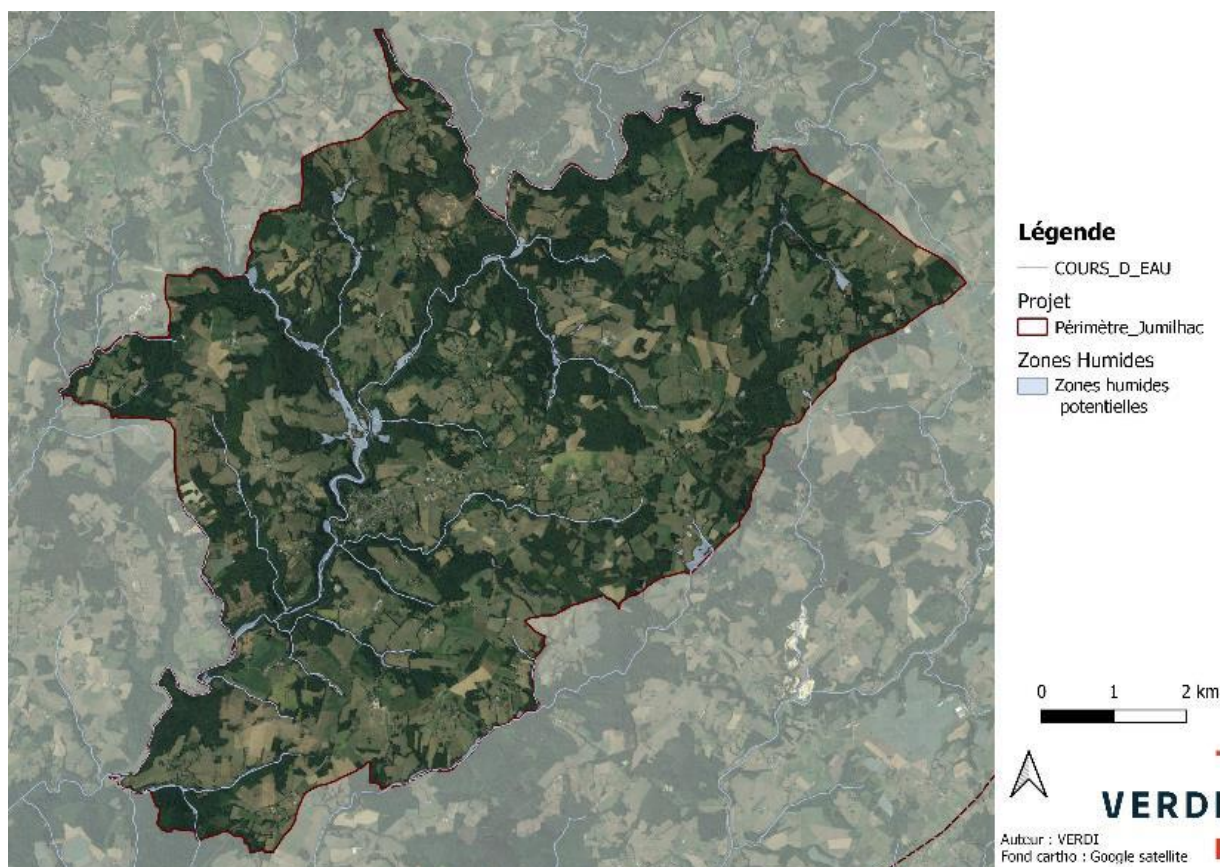 Légende
COURS_D_EAU
Projet
Périmètre_Jumilhac
Zones Humides
Zones humides
potentielles
0 1 2 km
VERDI
Auteur : VERDI
Fond carto : Google satellite